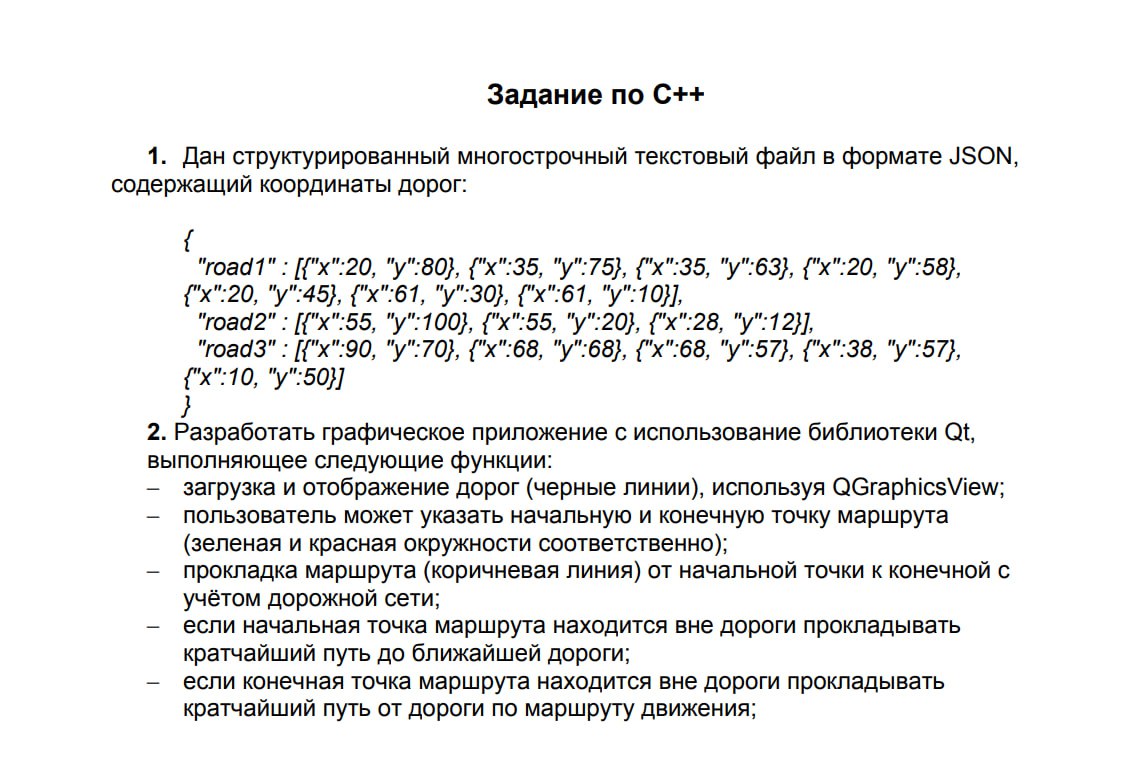 Задание по С++
1. Дан структурированный многострочный текстовый файл в формате JSON,
содержащий координаты дорог:
{
"road1" : [{"x":20, "y":80}, {"x":35, "y":75}, {"x":35, "y":63}, {"x":20, "y":58},
{"x":20, "y":45}, {"x":61, "y":30}, {"x":61, "y":10}],
"road2" : [{"x":55, "y":100}, {"x":55, "y":20}, {"x":28, "y":12}],
"road3" : [{"x":90, "y":70}, {"x":68, "y":68}, {"x":68, "y":57}, {"x":38, "y":57},
{"x":10, "y":50}]
}
2. Разработать графическое приложение с использование библиотеки Qt,
выполняющее следующие функции:
– загрузка и отображение дорог (черные линии), используя QGraphicsView;
– пользователь может указать начальную и конечную точку маршрута
(зеленая и красная окружности соответственно);
– прокладка маршрута (коричневая линия) от начальной точки к конечной с
учётом дорожной сети;
– если начальная точка маршрута находится вне дороги прокладывать
кратчайший путь до ближайшей дороги;
– если конечная точка маршрута находится вне дороги прокладывать
кратчайший путь от дороги по маршруту движения;